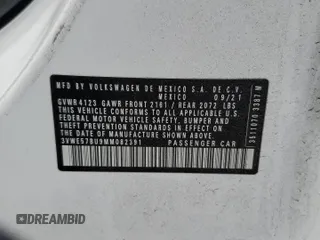 MFD BY VOLKSWAGEN DE MEXICO S.A. DE C.V.
MEXICO 09/21
GVWR 4123 GAWR FRONT 2161 / REAR 2072 LBS
THIS VEHICLE CONFORMS TO ALL APPLICABLE U.S.
FEDERAL MOTOR VEHICLE SAFETY, BUMPER AND
THEFT PREVENTION STANDARDS IN EFFECT ON THE
DATE OF MANUFACTURE SHOWN ABOVE.
3VWE57BU9MM082391 PASSENGER CAR
DREAMBID